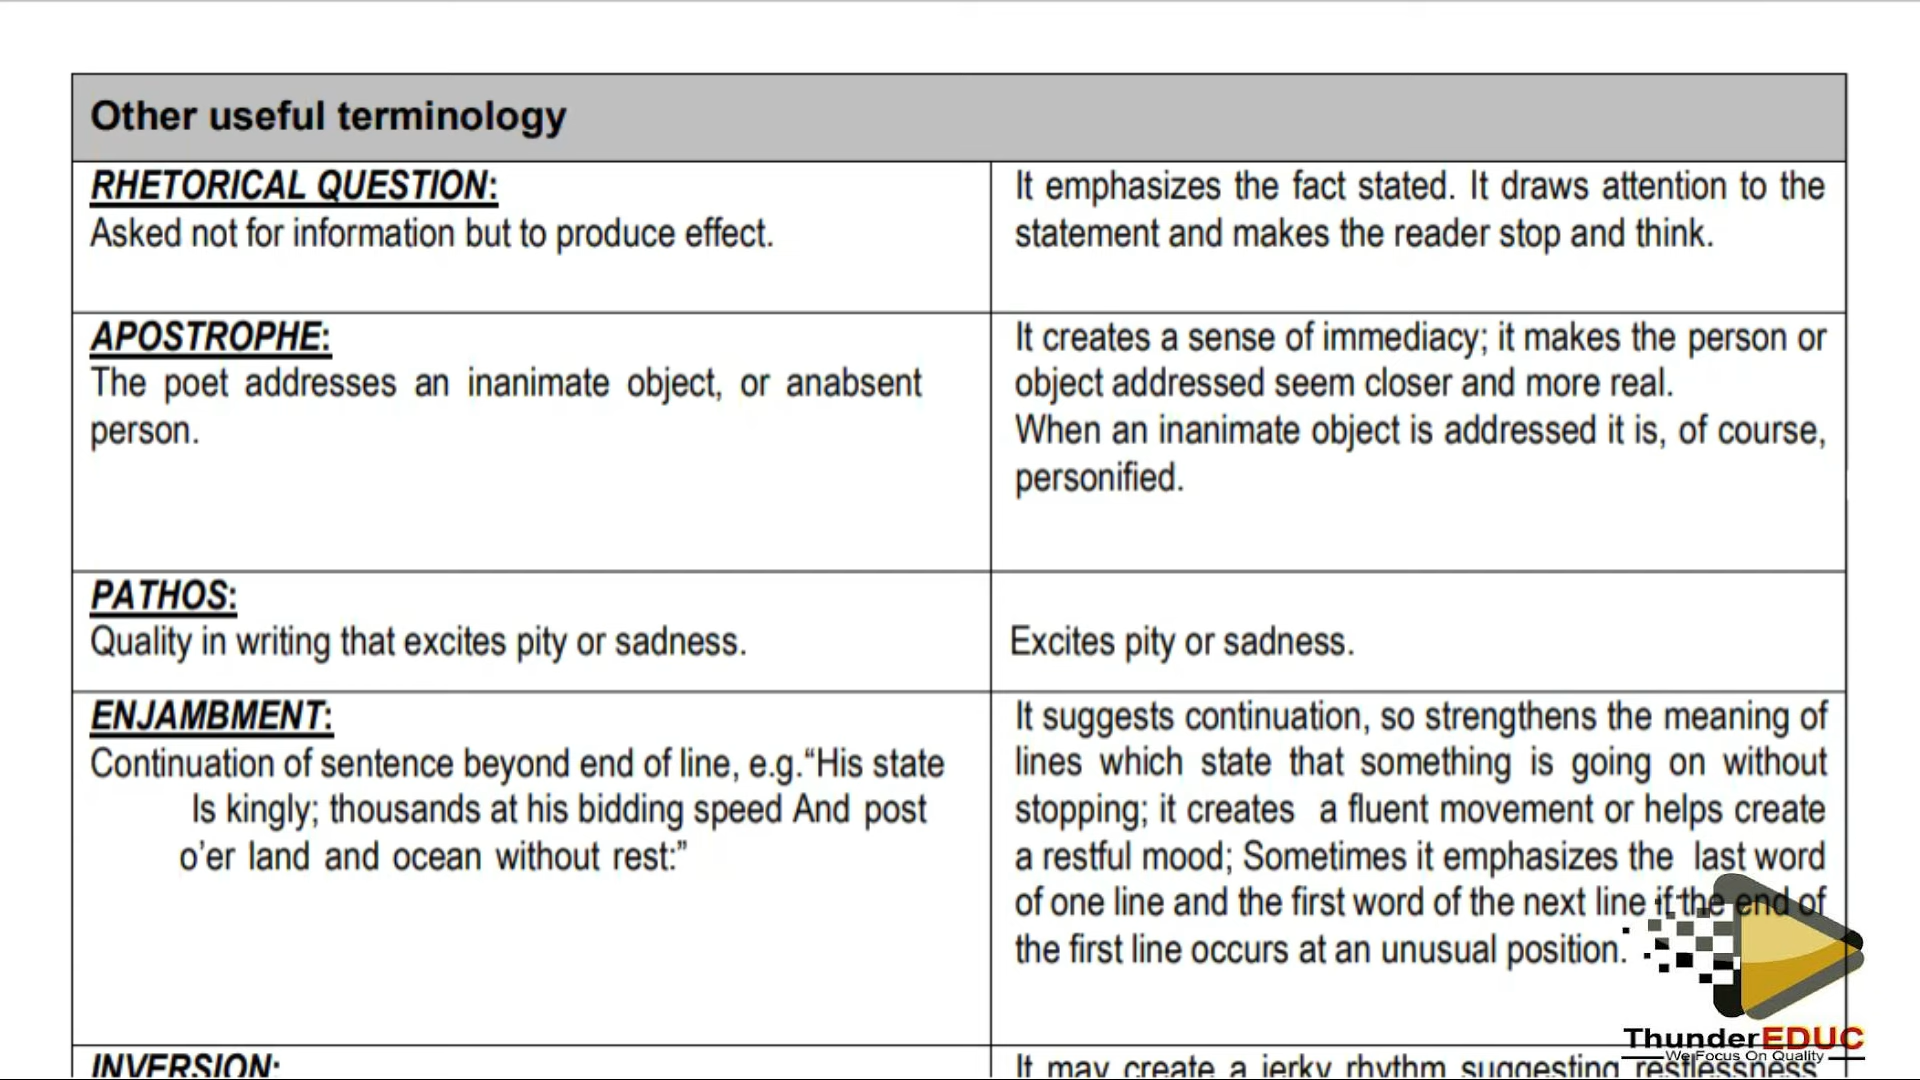 Other useful terminology
RHETORICAL QUESTION:
Asked not for information but to produce effect.
It emphasizes the fact stated. It draws attention to the
statement and makes the reader stop and think.
APOSTROPHE:
The poet addresses an inanimate object, or anabsent
person.
It creates a sense of immediacy; it makes the person or
object addressed seem closer and more real.
When an inanimate object is addressed it is, of course,
personified.
PATHOS:
Quality in writing that excites pity or sadness.
Excites pity or sadness.
ENJAMBMENT:
Continuation of sentence beyond end of line, e.g.“His state
Is kingly; thousands at his bidding speed And post
o’er land and ocean without rest:”
It suggests continuation, so strengthens the meaning of
lines which state that something is going on without
stopping; it creates a fluent movement or helps create
a restful mood; Sometimes it emphasizes the last word
of one line and the first word of the next line if the end of
the first line occurs at an unusual position.
INVERSION:
It may create a jerky rhythm suggesting restlessness
ThunderEDUC
We Focus On Quality